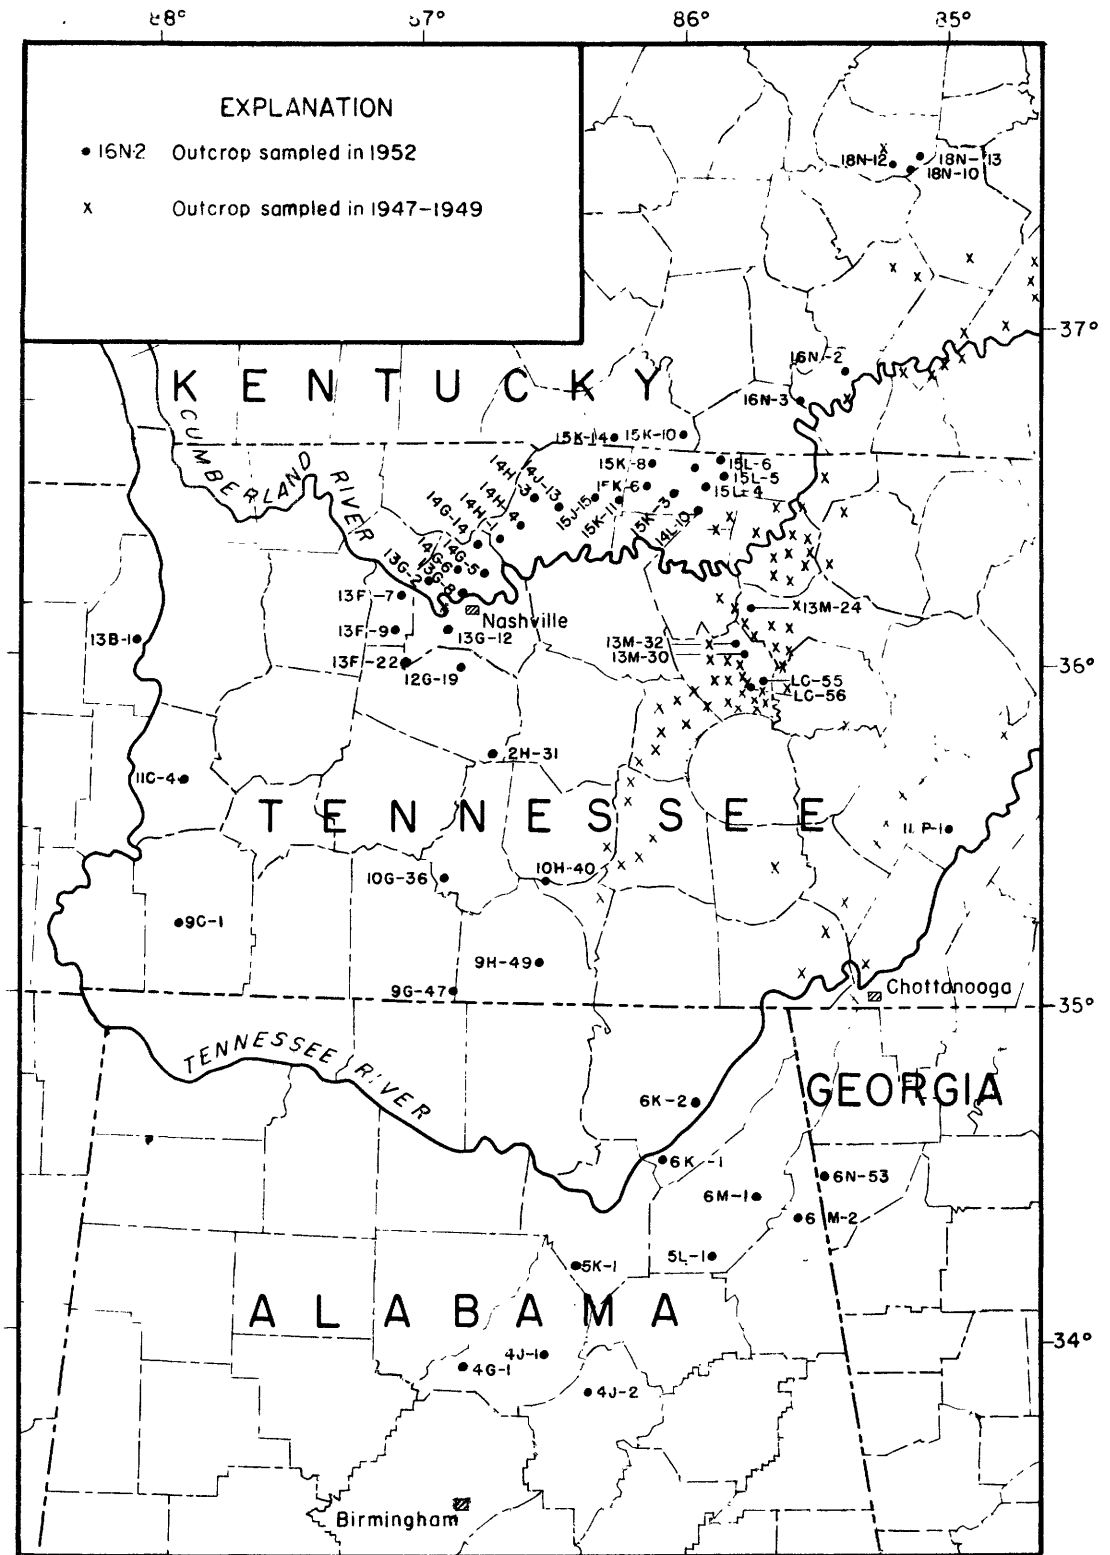 88° 87° 86° 85°
EXPLANATION
16N-2 Outcrop sampled in 1952
x Outcrop sampled in 1947-1949
18N-12
18N-13
18N-10
37°
16N-2
16N-3
KENTUCKY
CUMBERLAND RIVER
15K-14
15K-10
15K-8
15L-6
15L-5
15L-4
15K-6
14J-13
14H-3
15J-15
15K-11
15K-3
14L-10
14H-4
14H-1
14G-14
14G-5
14G-6
13G-2
13G-8
13F-7
Nashville
13M-24
13B-1
13F-9
13G-12
13M-32
13M-30
36°
13F-22
12G-19
LC-55
LC-56
2H-31
11C-4
TENNESSEE
11 P-1
10H-40
10G-36
9C-1
9H-49
9G-47
Chattanooga
35°
TENNESSEE RIVER
GEORGIA
6K-2
6K-1
6N-53
6M-1
6 M-2
5L-1
5K-1
ALABAMA
34°
4J-1
4G-1
4J-2
Birmingham